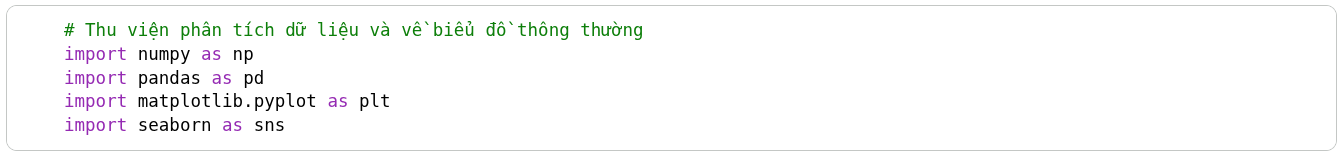 # Thu viện phân tích dữ liệu và về biểu đồ thông thường
import numpy as np
import pandas as pd
import matplotlib.pyplot as plt
import seaborn as sns